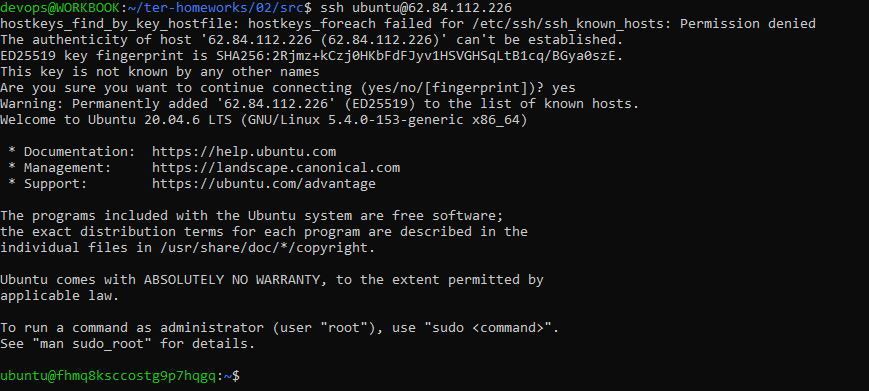 devops@WORKBOOK:~/ter-homeworks/02/src$ ssh ubuntu@62.84.112.226
hostkeys_find_by_key_hostfile: hostkeys_foreach failed for /etc/ssh/ssh_known_hosts: Permission denied
The authenticity of host '62.84.112.226 (62.84.112.226)' can't be established.
ED25519 key fingerprint is SHA256:2Rjmz+kCzj0HKbFdFJyv1HSVGHSqLtB1cq/BGya0szE.
This key is not known by any other names
Are you sure you want to continue connecting (yes/no/[fingerprint])? yes
Warning: Permanently added '62.84.112.226' (ED25519) to the list of known hosts.
Welcome to Ubuntu 20.04.6 LTS (GNU/Linux 5.4.0-153-generic x86_64)

 * Documentation:  https://help.ubuntu.com
 * Management:     https://landscape.canonical.com
 * Support:        https://ubuntu.com/advantage

The programs included with the Ubuntu system are free software;
the exact distribution terms for each program are described in the
individual files in /usr/share/doc/*/copyright.

Ubuntu comes with ABSOLUTELY NO WARRANTY, to the extent permitted by
applicable law.

To run a command as administrator (user "root"), use "sudo <command>".
See "man sudo_root" for details.

ubuntu@fhmq8ksccostg9p7hqgq:~$